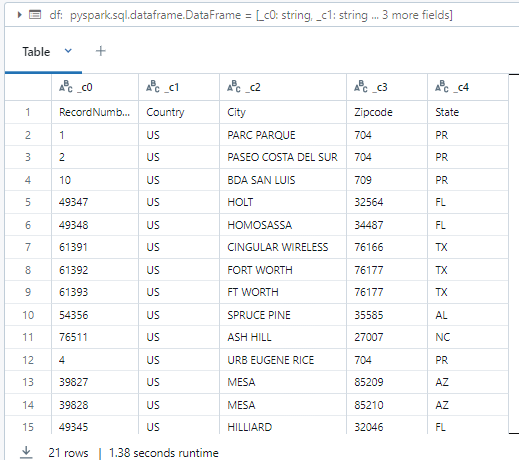 df: pyspark.sql.dataframe.DataFrame = [_c0: string, _c1: string ... 3 more fields]
Table +
ABC _c0 ABC _c1 ABC _c2 ABC _c3 ABC _c4
1 RecordNumb... Country City Zipcode State
2 1 US PARC PARQUE 704 PR
3 2 US PASEO COSTA DEL SUR 704 PR
4 10 US BDA SAN LUIS 709 PR
5 49347 US HOLT 32564 FL
6 49348 US HOMOSASSA 34487 FL
7 61391 US CINGULAR WIRELESS 76166 TX
8 61392 US FORT WORTH 76177 TX
9 61393 US FT WORTH 76177 TX
10 54356 US SPRUCE PINE 35585 AL
11 76511 US ASH HILL 27007 NC
12 4 US URB EUGENE RICE 704 PR
13 39827 US MESA 85209 AZ
14 39828 US MESA 85210 AZ
15 49345 US HILLIARD 32046 FL
21 rows | 1.38 seconds runtime